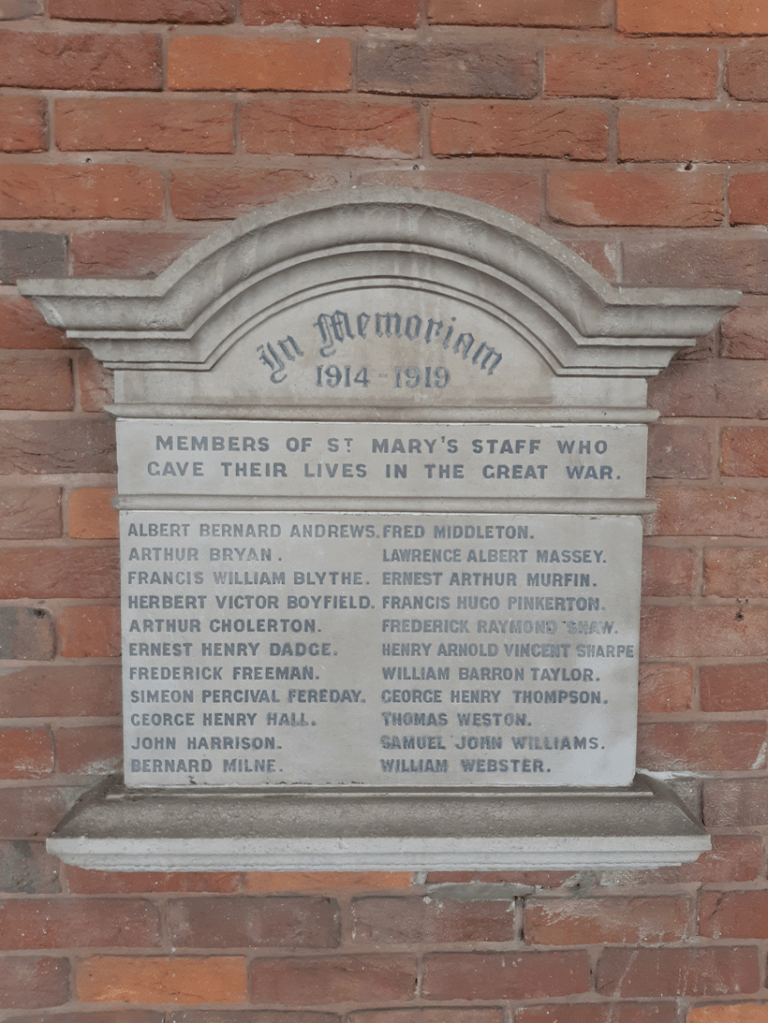 In Memoriam
1914 - 1919
MEMBERS OF ST MARY'S STAFF WHO
GAVE THEIR LIVES IN THE GREAT WAR.
ALBERT BERNARD ANDREWS.
ARTHUR BRYAN.
FRANCIS WILLIAM BLYTHE.
HERBERT VICTOR BOYFIELD.
ARTHUR CHOLERTON.
ERNEST HENRY DADGE.
FREDERICK FREEMAN.
SIMEON PERCIVAL FEREDAY.
GEORGE HENRY HALL.
JOHN HARRISON.
BERNARD MILNE.
FRED MIDDLETON.
LAWRENCE ALBERT MASSEY.
ERNEST ARTHUR MURFIN.
FRANCIS HUGO PINKERTON.
FREDERICK RAYMOND SHAW.
HENRY ARNOLD VINCENT SHARPE
WILLIAM BARRON TAYLOR.
GEORGE HENRY THOMPSON.
THOMAS WESTON.
SAMUEL JOHN WILLIAMS.
WILLIAM WEBSTER.